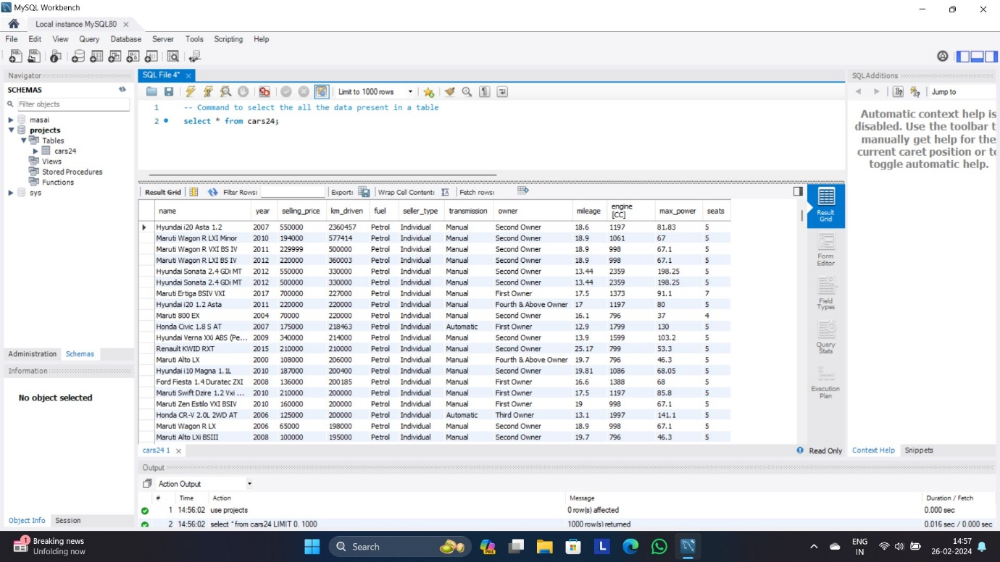 MySQL Workbench
Local instance MySQL80
File Edit View Query Database Server Tools Scripting Help
Navigator
SCHEMAS
Filter objects
masai
projects
Tables
cars24
Views
Stored Procedures
Functions
sys
Administration Schemas
Information
No object selected
Object Info Session
SQL File 4*
Limit to 1000 rows
1 -- Command to select the all the data present in a table
2 select * from cars24;
Result Grid Filter Rows: Export: Wrap Cell Content: Fetch rows:
name year selling_price km_driven fuel seller_type transmission owner mileage engine [CC] max_power seats
Hyundai i20 Asta 1.2 2007 550000 2360457 Petrol Individual Manual Second Owner 18.6 1197 81.83 5
Maruti Wagon R LXI Minor 2010 194000 577414 Petrol Individual Manual Second Owner 18.9 1061 67 5
Maruti Wagon R VXI BS IV 2011 229999 500000 Petrol Individual Manual Second Owner 18.9 998 67.1 5
Maruti Wagon R LXI BS IV 2012 220000 360003 Petrol Individual Manual Second Owner 18.9 998 67.1 5
Hyundai Sonata 2.4 GDi MT 2012 550000 330000 Petrol Individual Manual Second Owner 13.44 2359 198.25 5
Hyundai Sonata 2.4 GDi MT 2012 500000 330000 Petrol Individual Manual Second Owner 13.44 2359 198.25 5
Maruti Ertiga BSIV VXI 2017 700000 227000 Petrol Individual Manual First Owner 17.5 1373 91.1 7
Hyundai i20 1.2 Asta 2011 220000 220000 Petrol Individual Manual Fourth & Above Owner 17 1197 80 5
Maruti 800 EX 2004 70000 220000 Petrol Individual Manual Second Owner 16.1 796 37 4
Honda Civic 1.8 S AT 2007 175000 218463 Petrol Individual Automatic First Owner 12.9 1799 130 5
Hyundai Verna XXi ABS (Pe... 2009 340000 214000 Petrol Individual Manual Second Owner 13.9 1599 103.2 5
Renault KWID RXT 2015 210000 210000 Petrol Individual Manual Second Owner 25.17 799 53.3 5
Maruti Alto LX 2000 108000 206000 Petrol Individual Manual Fourth & Above Owner 19.7 796 46.3 5
Hyundai i10 Magna 1.1L 2010 187000 200400 Petrol Individual Manual Second Owner 19.81 1086 68.05 5
Ford Fiesta 1.4 Duratec ZXI 2008 136000 200185 Petrol Individual Manual First Owner 16.6 1388 68 5
Maruti Swift Dzire 1.2 Vxi ... 2010 210000 200000 Petrol Individual Manual First Owner 17.5 1197 85.8 5
Maruti Zen Estilo VXI BSIV 2010 160000 200000 Petrol Individual Manual First Owner 19 998 67.1 5
Honda CR-V 2.0L 2WD AT 2006 125000 200000 Petrol Individual Automatic Third Owner 13.1 1997 141.1 5
Maruti Wagon R LX 2006 65000 198000 Petrol Individual Manual Second Owner 18.9 998 67.1 5
Maruti Alto LXi BSIII 2008 100000 195000 Petrol Individual Manual Second Owner 19.7 796 46.3 5
Result Grid
Form Editor
Field Types
Query Stats
Execution Plan
cars24 1 Read Only
Output
Action Output
# Time Action Message Duration / Fetch
1 14:56:02 use projects 0 row(s) affected 0.000 sec
2 14:56:02 select * from cars24 LIMIT 0, 1000 1000 row(s) returned 0.016 sec / 0.000 sec
SQLAdditions
Jump to
Automatic context help is
disabled. Use the toolbar t
manually get help for the
current caret position or to
toggle automatic help.
Context Help Snippets
1 Breaking news
Unfolding now
Search
PRE
L
ENG
IN
14:57
26-02-2024